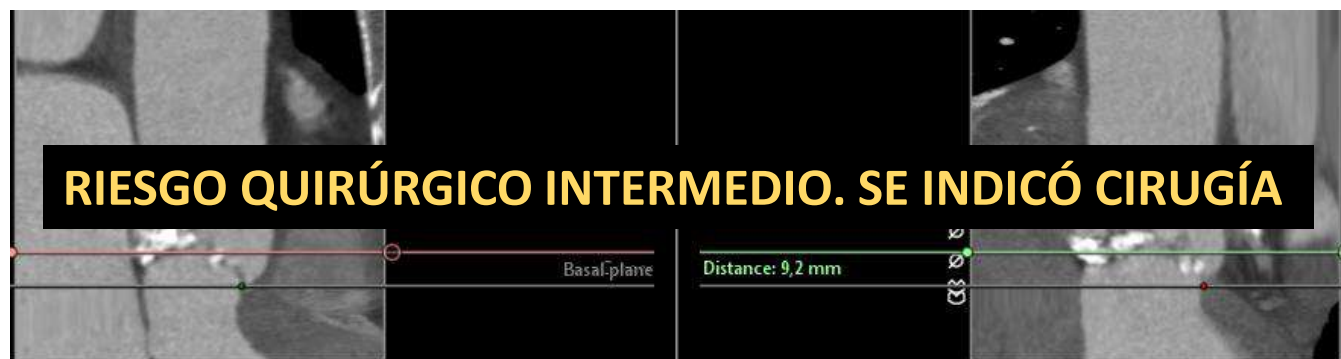 RIESGO QUIRÚRGICO INTERMEDIO. SE INDICÓ CIRUGÍA
Basal plane
Distance: 9,2 mm